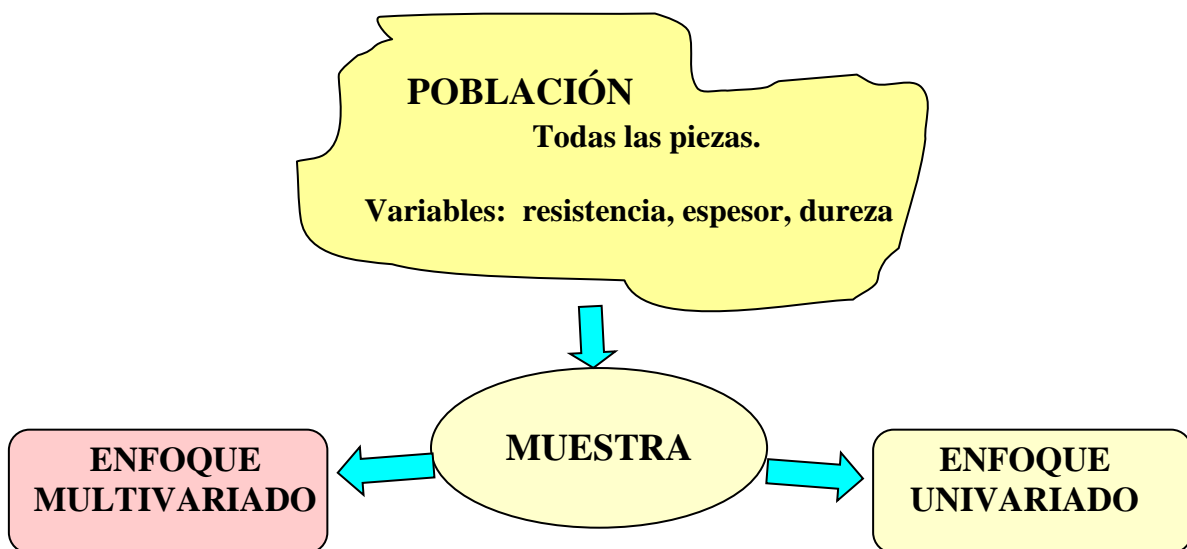 POBLACIÓN
Todas las piezas.
Variables: resistencia, espesor, dureza
MUESTRA
ENFOQUE
MULTIVARIADO
ENFOQUE
UNIVARIADO